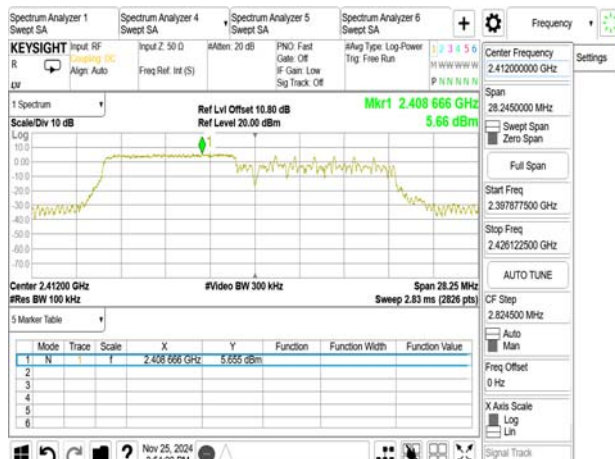 Spectrum Analyzer 1
Swept SA
Spectrum Analyzer 4
Swept SA
Spectrum Analyzer 5
Swept SA
Spectrum Analyzer 6
Swept SA
+
Frequency
KEYSIGHT
Input: RF
Coupling: DC
Align: Auto
Input Z: 50 Ω
Freq Ref: Int (S)
#Atten: 20 dB
PNO: Fast
Gate: Off
IF Gain: Low
Sig Track: Off
#Avg Type: Log-Power
Trig: Free Run
1 2 3 4 5 6
M W W W W W
P N N N N N
R
Settings
1 Spectrum
Scale/Div 10 dB
Ref Lvl Offset 10.80 dB
Ref Level 20.00 dBm
Mkr1 2.408 666 GHz
5.66 dBm
Log
10.0
0.00
-10.0
-20.0
-30.0
-40.0
-50.0
-60.0
-70.0
1
Center 2.41200 GHz
#Res BW 100 kHz
#Video BW 300 kHz
Span 28.25 MHz
Sweep 2.83 ms (2826 pts)
5 Marker Table
Mode Trace Scale X Y Function Function Width Function Value
1 N 1 f 2.408 666 GHz 5.655 dBm
2
3
4
5
6
Nov 25, 2024
?
Center Frequency
2.412000000 GHz
Span
28.2450000 MHz
Swept Span
Zero Span
Full Span
Start Freq
2.397877500 GHz
Stop Freq
2.426122500 GHz
AUTO TUNE
CF Step
2.824500 MHz
Auto
Man
Freq Offset
0 Hz
X Axis Scale
Log
Lin
Signal Track